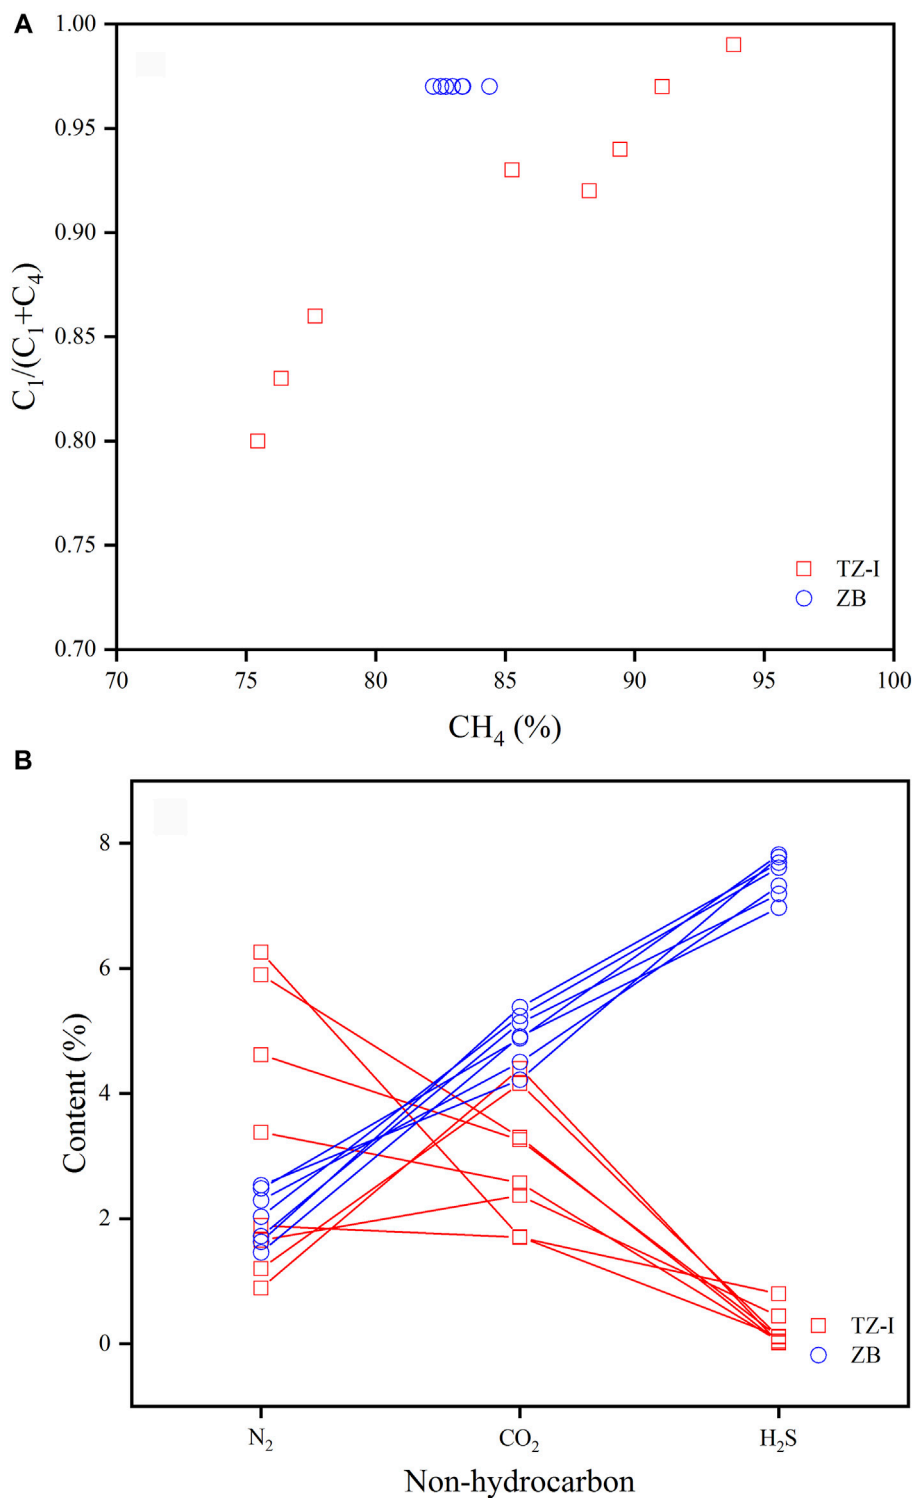 A
1.00
0.95
0.90
0.85
0.80
0.75
0.70
C₁/(C₁+C₄)
70 75 80 85 90 95 100
CH₄ (%)
TZ-I
ZB
B
8
6
4
2
0
Content (%)
N₂ CO₂ H₂S
Non-hydrocarbon
TZ-I
ZB